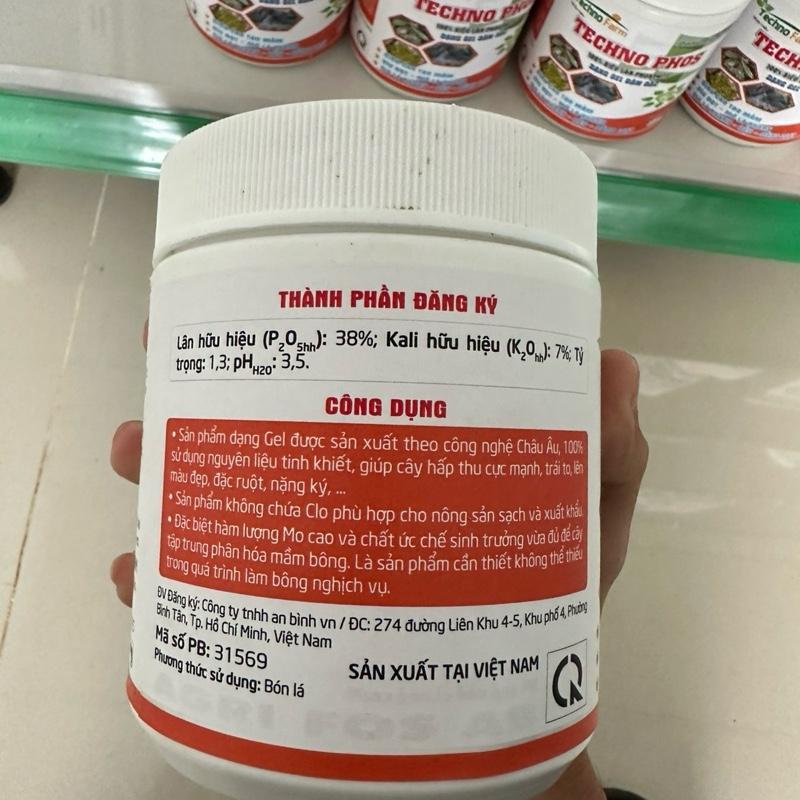 Techno Farm
TECHNO PHOS
DẠNG GEL ĐẬM ĐẶC
THÀNH PHẦN ĐĂNG KÝ
Lân hữu hiệu (P2O5hh): 38%; Kali hữu hiệu (K2Ohh): 7%; Tỷ
trọng: 1,3; pHH2O: 3,5.
CÔNG DỤNG
• Sản phẩm dạng Gel được sản xuất theo công nghệ Châu Âu, 100%
sử dụng nguyên liệu tinh khiết, giúp cây hấp thu cực mạnh, trái to, lên
màu đẹp, đặc ruột, nặng ký, ...
• Sản phẩm không chứa Clo phù hợp cho nông sản sạch và xuất khẩu.
• Đặc biệt hàm lượng Mo cao và chất ức chế sinh trưởng vừa đủ để cây
tập trung phân hóa mầm bông. Là sản phẩm cần thiết không thể thiếu
trong quá trình làm bông nghịch vụ.
ĐV Đăng ký: Công ty tnhh an bình vn / ĐC: 274 đường Liên Khu 4-5, Khu phố 4, Phường
Bình Tân, Tp. Hồ Chí Minh, Việt Nam
Mã số PB: 31569
Phương thức sử dụng: Bón lá
SẢN XUẤT TẠI VIỆT NAM